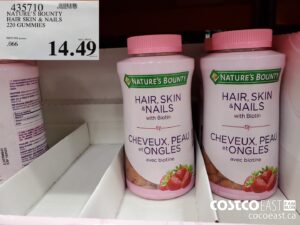 435710
NATURE'S BOUNTY
HAIR SKIN & NAILS
220 GUMMIES
.066
14.49
NATURE'S BOUNTY
HAIR, SKIN
& NAILS
with Biotin
CHEVEUX, PEAU
et ONGLES
avec biotine
NATURE'S BOUNTY
HAIR, SKIN
& NAILS
with Biotin
CHEVEUX, PEAU
et ONGLES
avec biotine
COSTCO EAST
cocoeast.ca